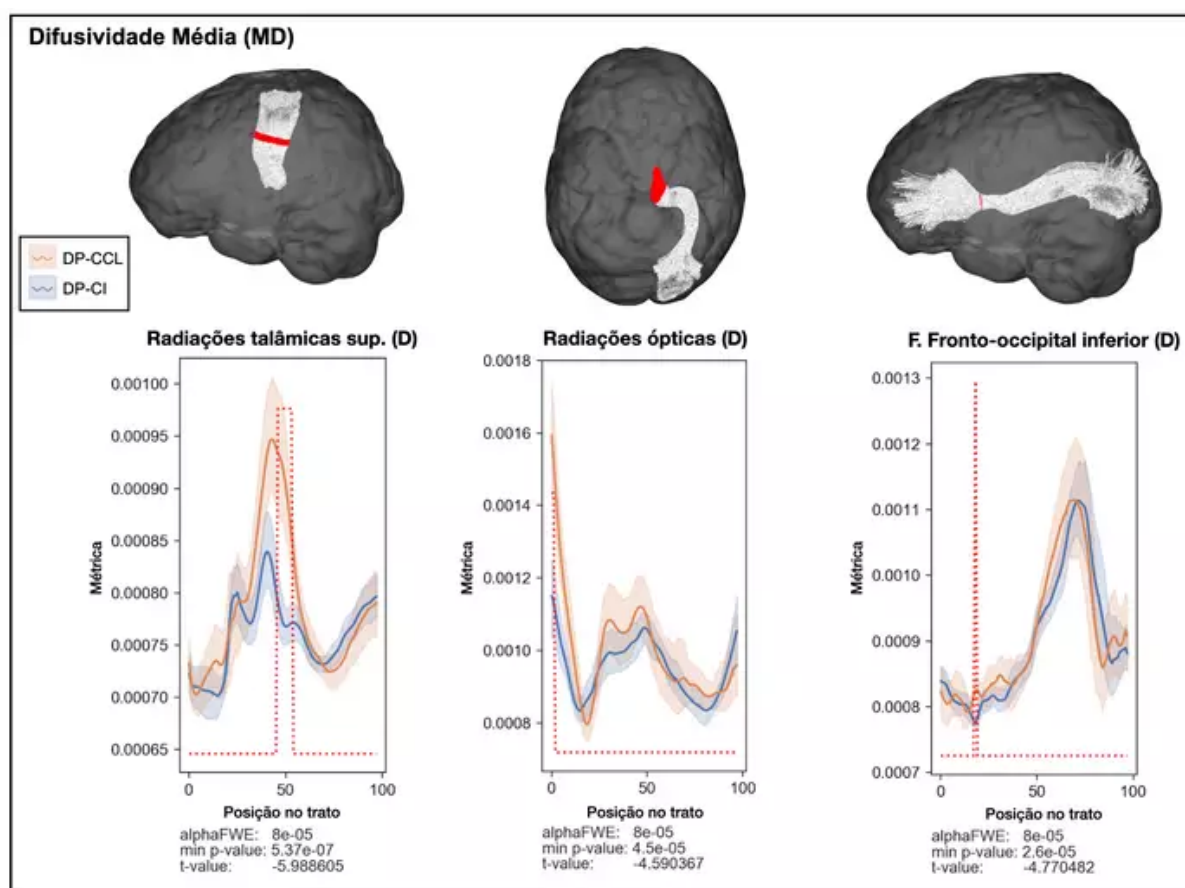 Difusividade Média (MD)
DP-CCL
DP-CI
Radiações talâmicas sup. (D)
0.00100
0.00095
0.00090
0.00085
0.00080
0.00075
0.00070
0.00065
Métrica
0 50 100
Posição no trato
alphaFWE: 8e-05
min p-value: 5.37e-07
t-value: -5.988605
Radiações ópticas (D)
0.0018
0.0016
0.0014
0.0012
0.0010
0.0008
Métrica
0 50 100
Posição no trato
alphaFWE: 8e-05
min p-value: 4.5e-05
t-value: -4.590367
F. Fronto-occipital inferior (D)
0.0013
0.0012
0.0011
0.0010
0.0009
0.0008
0.0007
Métrica
0 50 100
Posição no trato
alphaFWE: 8e-05
min p-value: 2.6e-05
t-value: -4.770482